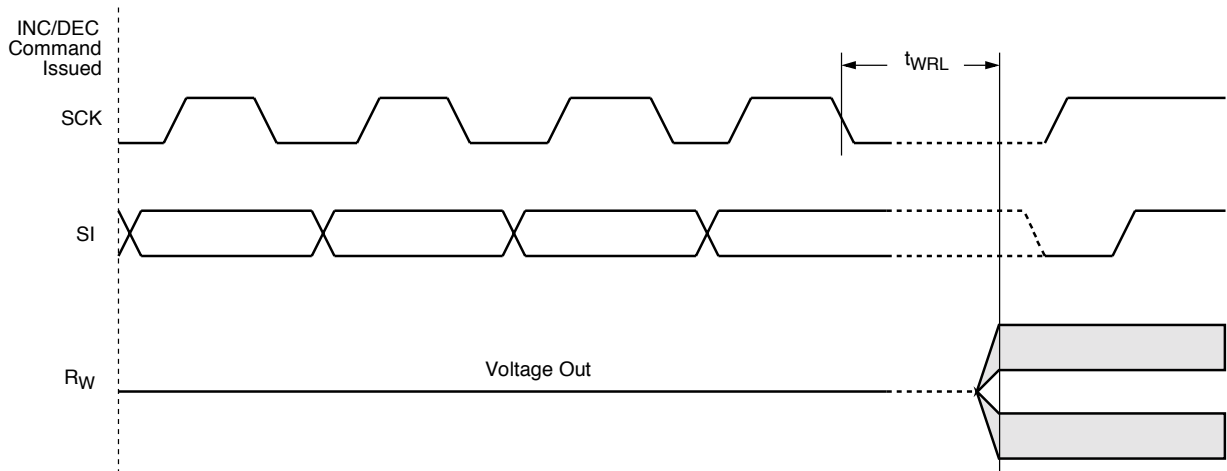 INC/DEC
Command
Issued
tWRL
SCK
SI
Voltage Out
RW